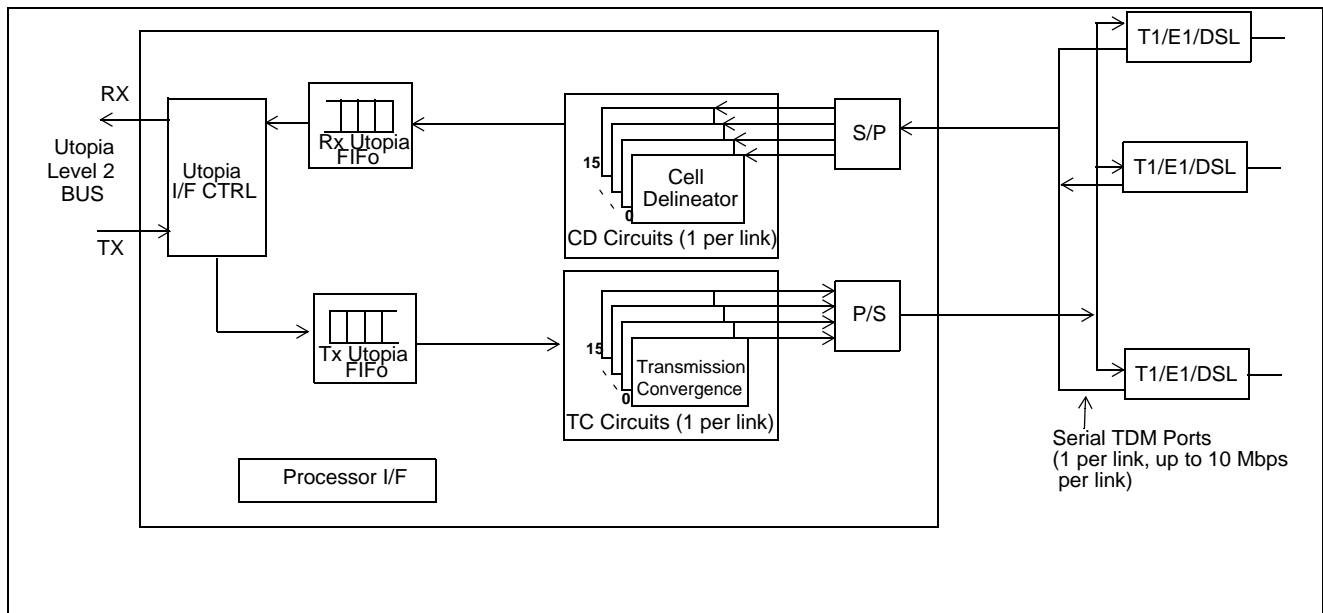 T1/E1/DSL
RX
Utopia
Level 2
BUS
TX
Utopia
I/F CTRL
Rx Utopia
FIFo
15
0
Cell
Delineator
CD Circuits (1 per link)
S/P
T1/E1/DSL
Tx Utopia
FIFo
15
0
Transmission
Convergence
TC Circuits (1 per link)
P/S
T1/E1/DSL
Serial TDM Ports
(1 per link, up to 10 Mbps
per link)
Processor I/F